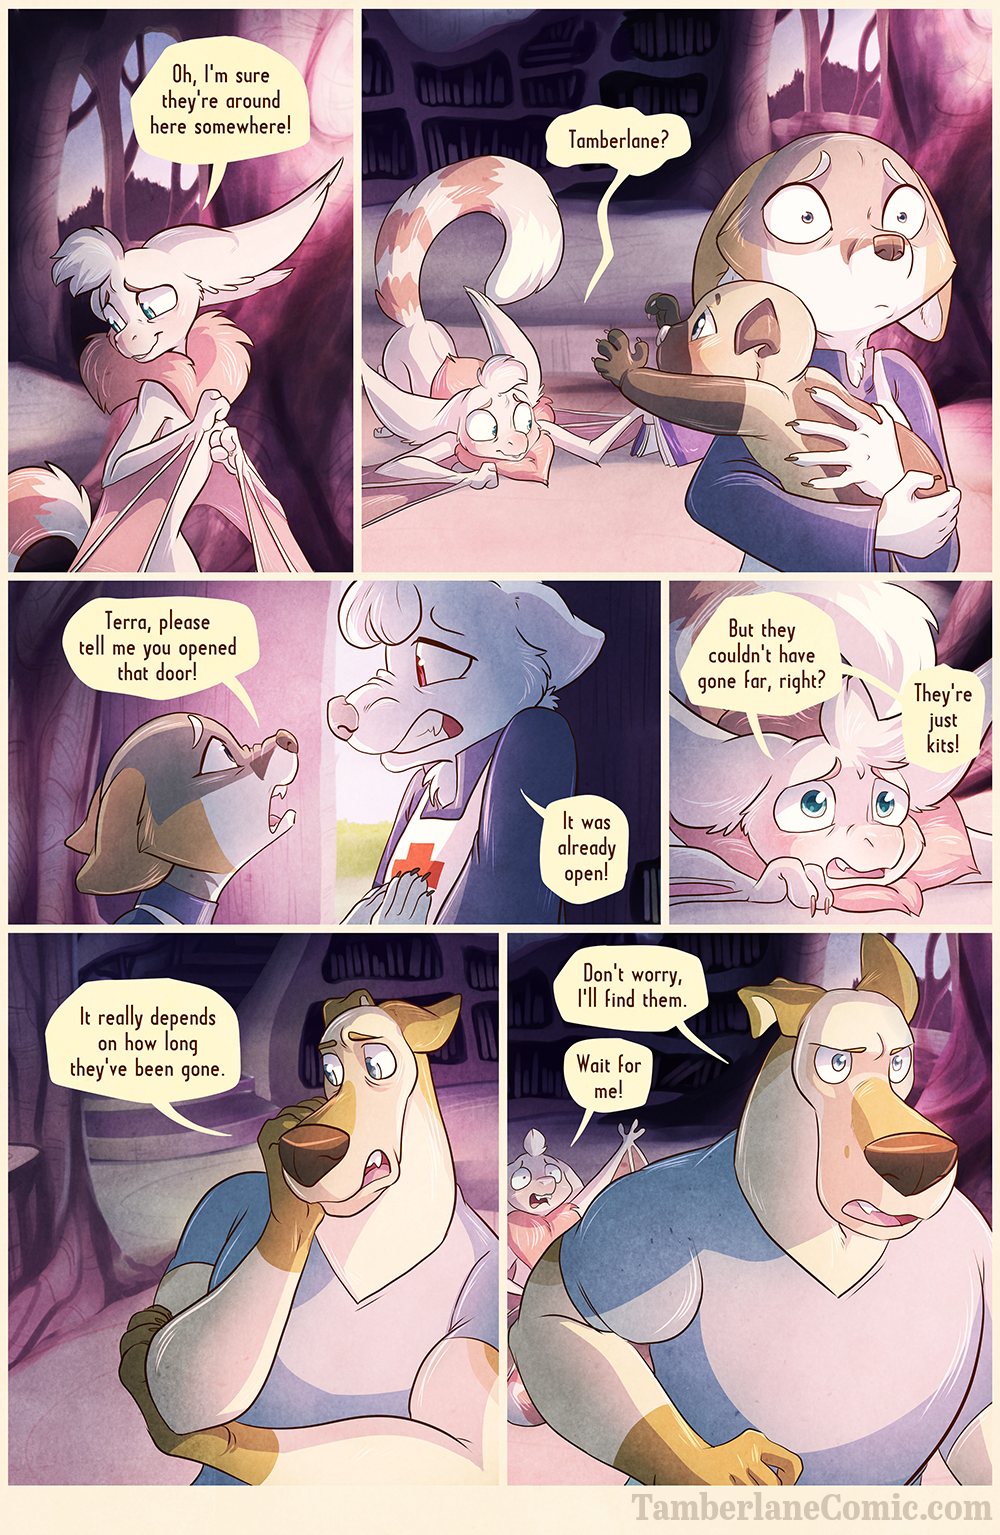 Oh, I'm sure
they're around
here somewhere!
Tamberlane?
Terra, please
tell me you opened
that door!
It was
already
open!
But they
couldn't have
gone far, right?
They're
just
kits!
It really depends
on how long
they've been gone.
Don't worry,
I'll find them.
Wait for
me!
TamberlaneComic.com